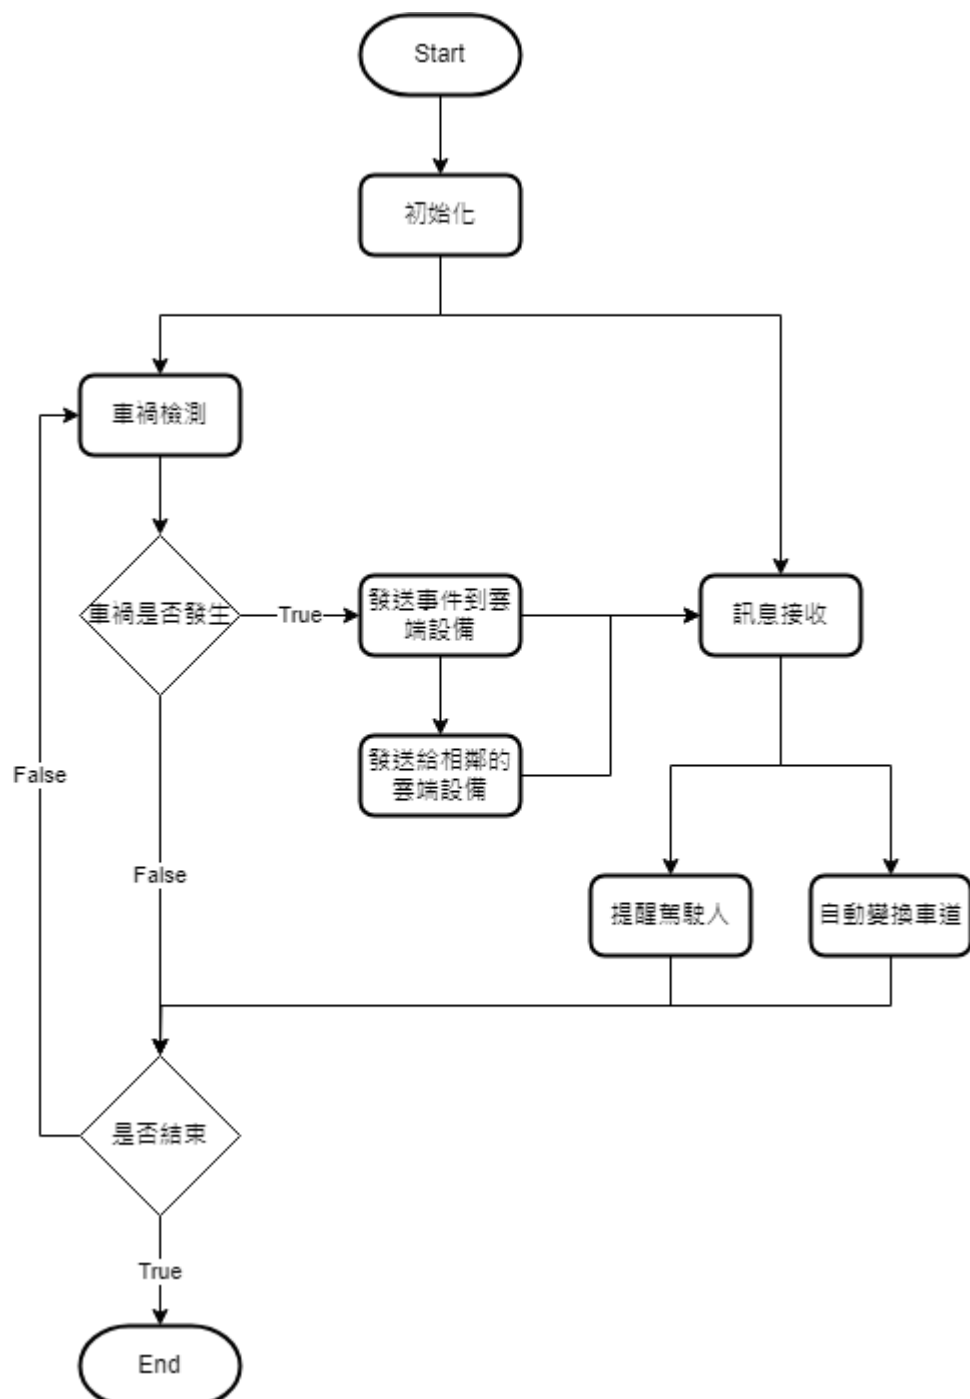 Start
初始化
車禍檢測
車禍是否發生
True
發送事件到雲
端設備
訊息接收
發送給相鄰的
雲端設備
False
False
提醒駕駛人
自動變換車道
是否結束
True
End